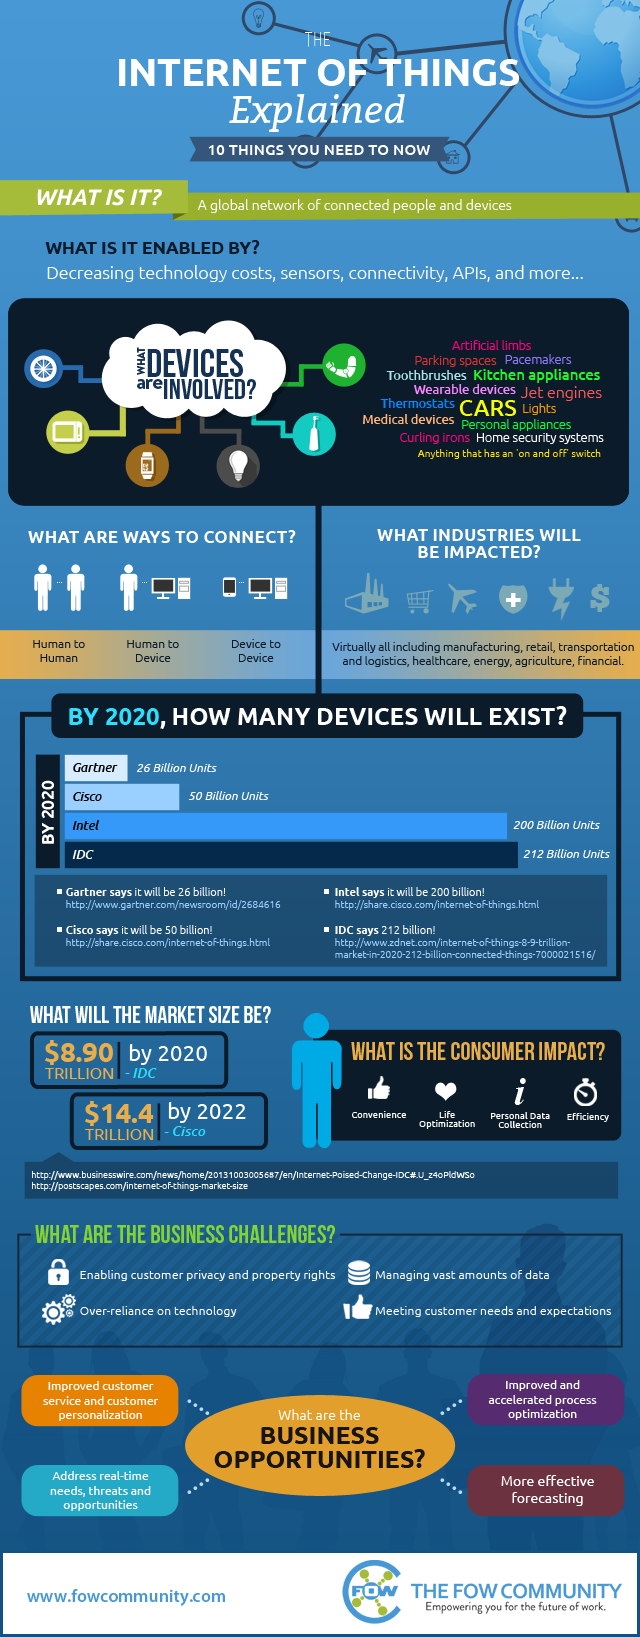 THE
INTERNET OF THINGS
Explained
10 THINGS YOU NEED TO NOW
WHAT IS IT?
A global network of connected people and devices
WHAT IS IT ENABLED BY?
Decreasing technology costs, sensors, connectivity, APIs, and more...
WHAT
are
DEVICES
INVOLVED?
Artificial limbs
Parking spaces Pacemakers
Toothbrushes Kitchen appliances
Wearable devices Jet engines
Thermostats CARS Lights
Medical devices Personal appliances
Curling irons Home security systems
Anything that has an 'on and off' switch
WHAT ARE WAYS TO CONNECT?
Human to
Human
Human to
Device
Device to
Device
WHAT INDUSTRIES WILL
BE IMPACTED?
$
Virtually all including manufacturing, retail, transportation
and logistics, healthcare, energy, agriculture, financial.
BY 2020, HOW MANY DEVICES WILL EXIST?
BY 2020
Gartner 26 Billion Units
Cisco 50 Billion Units
Intel 200 Billion Units
IDC 212 Billion Units
Gartner says it will be 26 billion!
http://www.gartner.com/newsroom/id/2684616
Cisco says it will be 50 billion!
http://share.cisco.com/internet-of-things.html
Intel says it will be 200 billion!
http://share.cisco.com/internet-of-things.html
IDC says 212 billion!
http://www.zdnet.com/internet-of-things-8-9-trillion-
market-in-2020-212-billion-connected-things-7000021516/
WHAT WILL THE MARKET SIZE BE?
$8.90
TRILLION
by 2020
- IDC
$14.4
TRILLION
by 2022
- Cisco
WHAT IS THE CONSUMER IMPACT?
Convenience
Life
Optimization
i
Personal Data
Collection
Efficiency
http://www.businesswire.com/news/home/20131003005687/en/Internet-Poised-Change-IDC#.U_z4oPldWSo
http://postscapes.com/internet-of-things-market-size
WHAT ARE THE BUSINESS CHALLENGES?
Enabling customer privacy and property rights
Managing vast amounts of data
Over-reliance on technology
Meeting customer needs and expectations
Improved customer
service and customer
personalization
Improved and
accelerated process
optimization
What are the
BUSINESS
OPPORTUNITIES?
Address real-time
needs, threats and
opportunities
More effective
forecasting
www.fowcommunity.com
FOW
THE FOW COMMUNITY
Empowering you for the future of work.